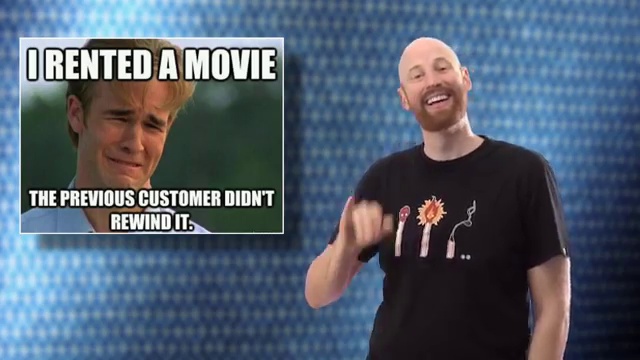 I RENTED A MOVIE
THE PREVIOUS CUSTOMER DIDN'T
REWIND IT.